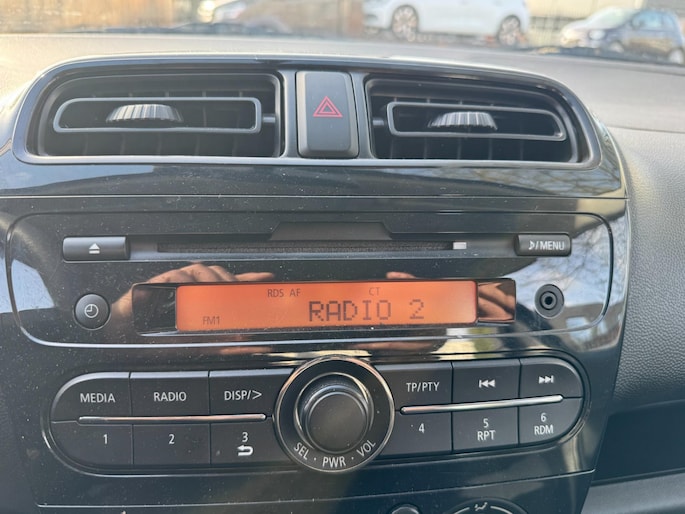 ♪/MENU
RDS AF CT
FM1 RADIO 2
MEDIA RADIO DISP/> TP/PTY
1 2 3 4 5 RPT 6 RDM
SEL · PWR · VOL